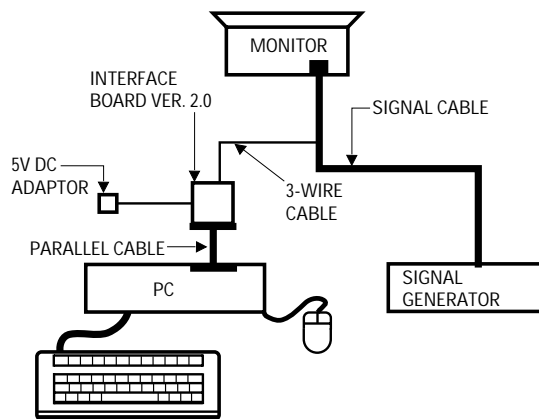 MONITOR
INTERFACE
BOARD VER. 2.0
SIGNAL CABLE
5V DC
ADAPTOR
3-WIRE
CABLE
PARALLEL CABLE
PC
SIGNAL
GENERATOR